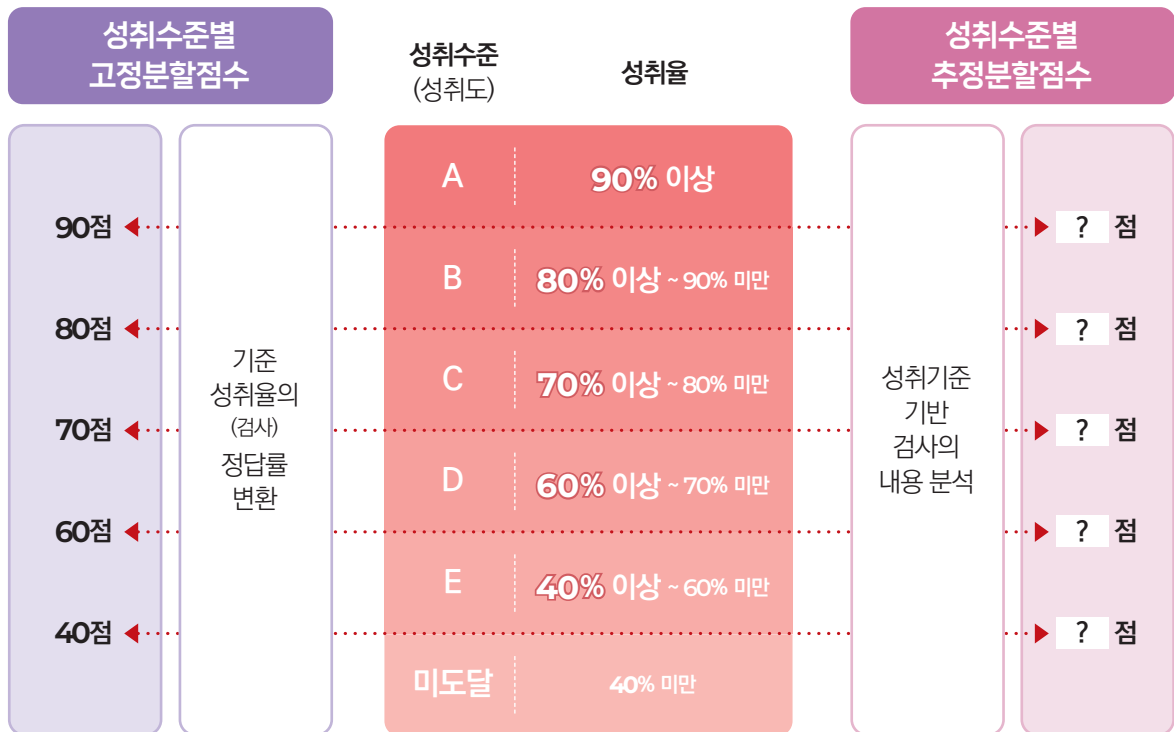 성취수준별
고정분할점수
성취수준
(성취도)
성취율
성취수준별
추정분할점수
A
90% 이상
90점
? 점
B
80% 이상 ~ 90% 미만
80점
? 점
기준
성취율의
(검사)
정답률
변환
C
70% 이상 ~ 80% 미만
성취기준
기반
검사의
내용 분석
70점
? 점
D
60% 이상 ~ 70% 미만
60점
? 점
E
40% 이상 ~ 60% 미만
40점
? 점
미도달
40% 미만